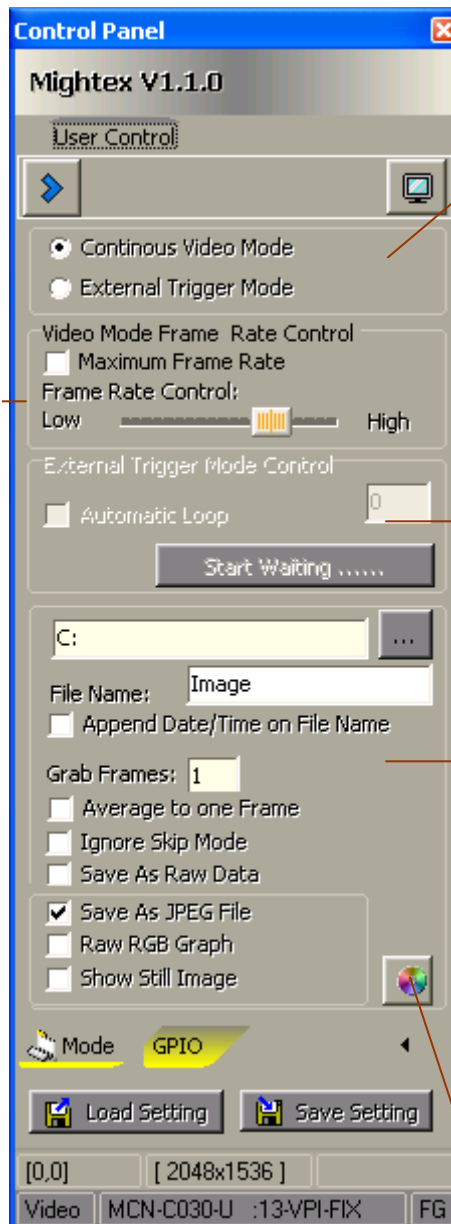 Control Panel
Mightex V1.1.0
User Control
Continous Video Mode
External Trigger Mode
Video Mode Frame Rate Control
Maximum Frame Rate
Frame Rate Control:
Low High
External Trigger Mode Control
Automatic Loop 0
Start Waiting ......
C: ...
File Name: Image
Append Date/Time on File Name
Grab Frames: 1
Average to one Frame
Ignore Skip Mode
Save As Raw Data
Save As JPEG File
Raw RGB Graph
Show Still Image
Mode GPIO
Load Setting Save Setting
[0,0] [ 2048x1536 ]
Video MCN-C030-U :13-VPI-FIX FG